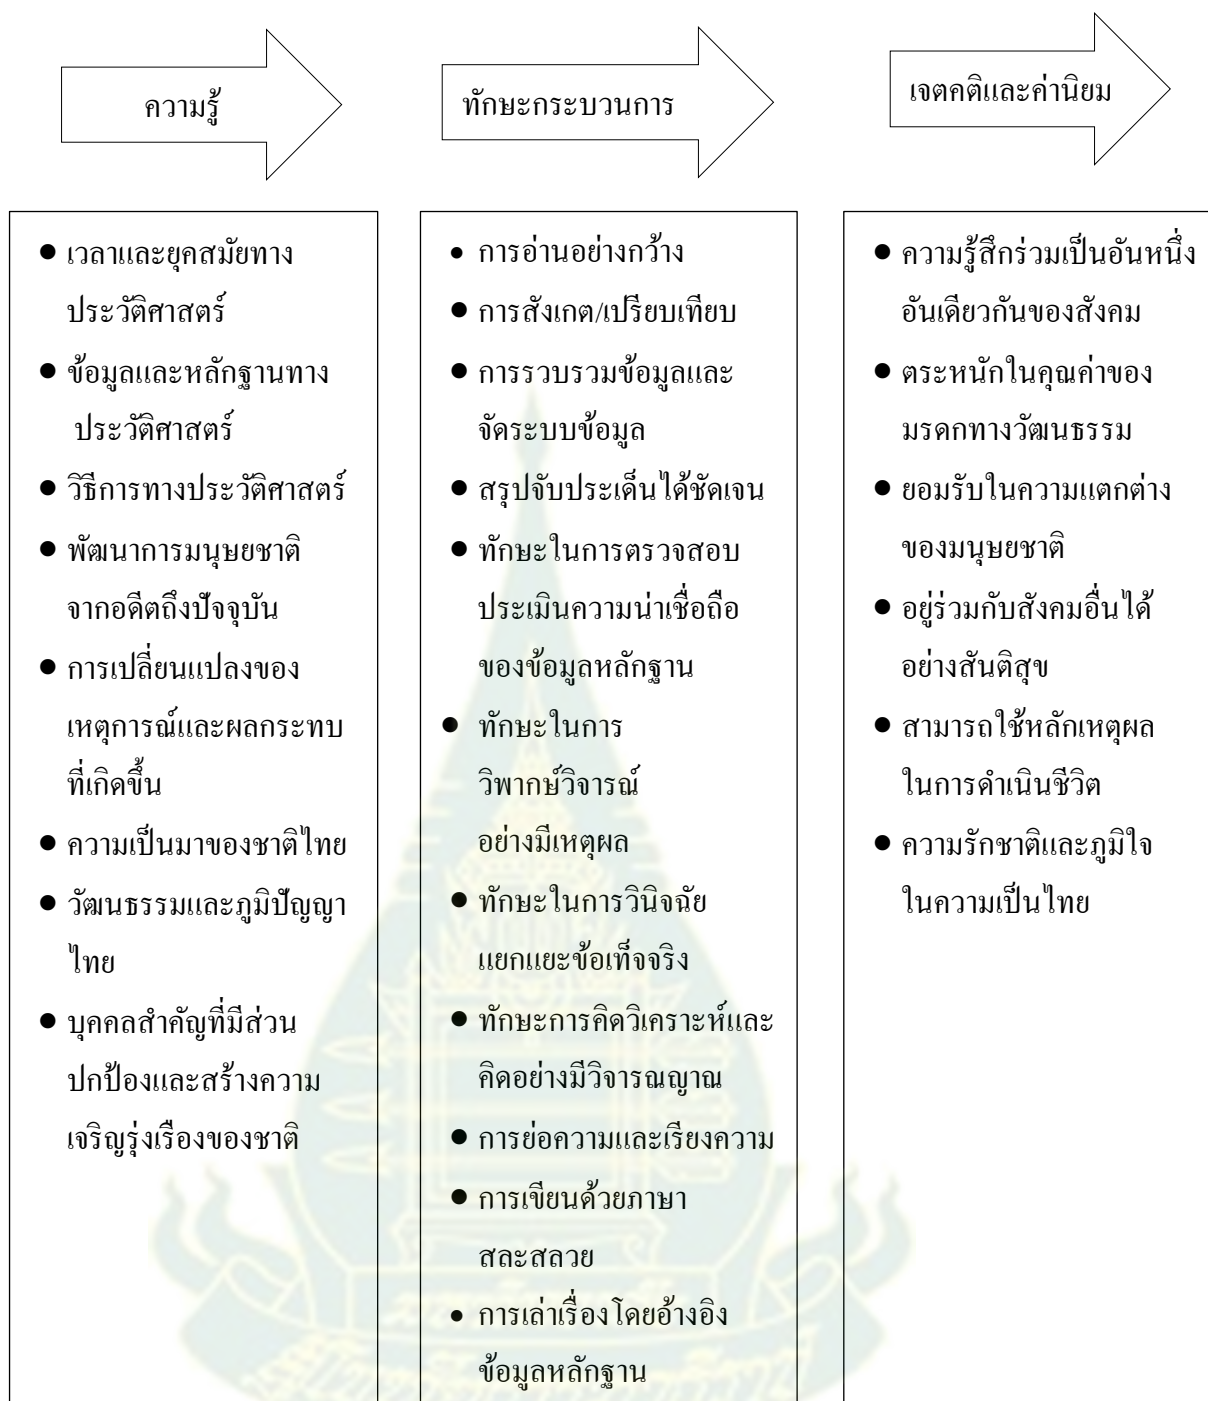 ความรู้
ทักษะกระบวนการ
เจตคติและค่านิยม
● เวลาและยุคสมัยทาง
ประวัติศาสตร์
● ข้อมูลและหลักฐานทาง
ประวัติศาสตร์
● วิธีการทางประวัติศาสตร์
● พัฒนาการมนุษยชาติ
จากอดีตถึงปัจจุบัน
● การเปลี่ยนแปลงของ
เหตุการณ์และผลกระทบ
ที่เกิดขึ้น
● ความเป็นมาของชาติไทย
● วัฒนธรรมและภูมิปัญญา
ไทย
● บุคคลสำคัญที่มีส่วน
ปกป้องและสร้างความ
เจริญรุ่งเรืองของชาติ
● การอ่านอย่างกว้าง
● การสังเกต/เปรียบเทียบ
● การรวบรวมข้อมูลและ
จัดระบบข้อมูล
● สรุปจับประเด็นได้ชัดเจน
● ทักษะในการตรวจสอบ
ประเมินความน่าเชื่อถือ
ของข้อมูลหลักฐาน
● ทักษะในการ
วิพากษ์วิจารณ์
อย่างมีเหตุผล
● ทักษะในการวินิจฉัย
แยกแยะข้อเท็จจริง
● ทักษะการคิดวิเคราะห์และ
คิดอย่างมีวิจารณญาณ
● การย่อความและเรียงความ
● การเขียนด้วยภาษา
สละสลวย
● การเล่าเรื่องโดยอ้างอิง
ข้อมูลหลักฐาน
● ความรู้สึกร่วมเป็นอันหนึ่ง
อันเดียวกันของสังคม
● ตระหนักในคุณค่าของ
มรดกทางวัฒนธรรม
● ยอมรับในความแตกต่าง
ของมนุษยชาติ
● อยู่ร่วมกับสังคมอื่นได้
อย่างสันติสุข
● สามารถใช้หลักเหตุผล
ในการดำเนินชีวิต
● ความรักชาติและภูมิใจ
ในความเป็นไทย